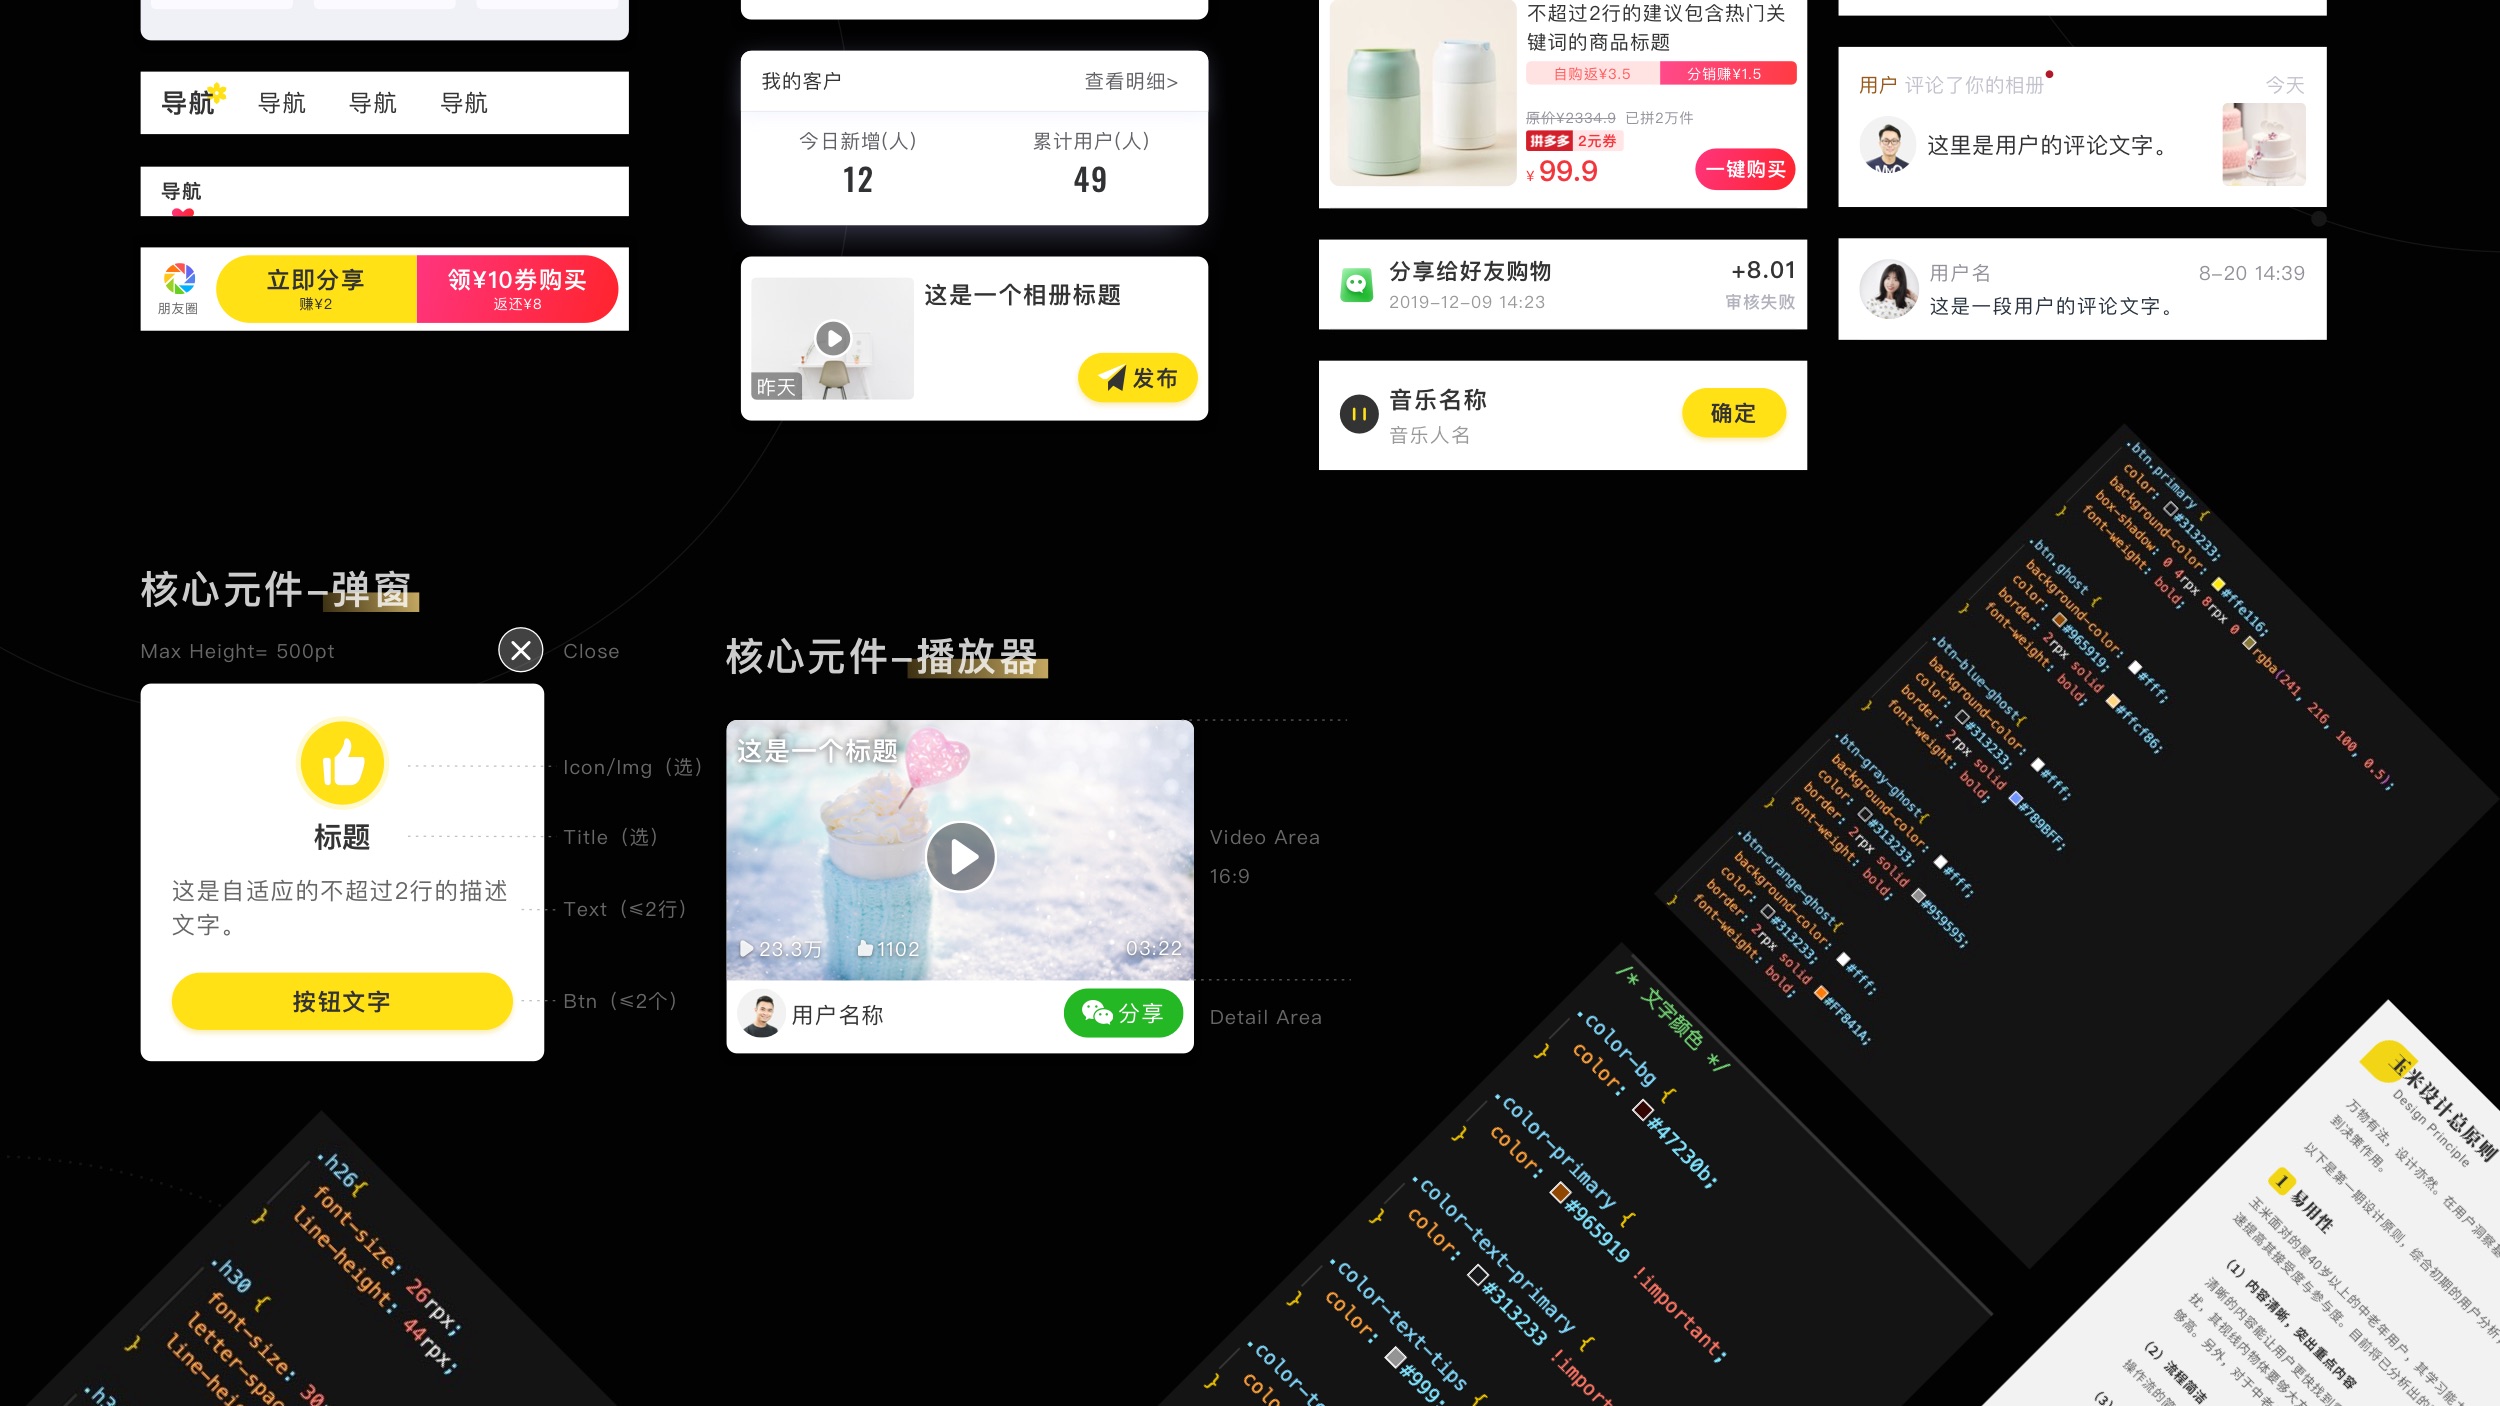 导航 导航 导航 导航
导航
朋友圈
立即分享
赚¥2
领¥10券购买
返还¥8
我的客户 查看明细>
今日新增(人) 累计用户(人)
12 49
这是一个相册标题
昨天
发布
不超过2行的建议包含热门关
键词的商品标题
自购返¥3.5 分销赚¥1.5
原价¥2334.9 已拼2万件
拼多多 2元券
¥ 99.9 一键购买
分享给好友购物 +8.01
2019-12-09 14:23 审核失败
音乐名称
音乐人名
确定
用户 评论了你的相册 今天
这里是用户的评论文字。
用户名 8-20 14:39
这是一段用户的评论文字。
核心元件-弹窗
Max Height= 500pt
Close
标题
这是自适应的不超过2行的描述
文字。
按钮文字
Icon/Img（选）
Title（选）
Text（≤2行）
Btn（≤2个）
核心元件-播放器
这是一个标题
23.3万 1102 03:22
用户名称
分享
Video Area
16:9
Detail Area
.btn.primary {
color: #313233;
background-color: #ffe116;
box-shadow: 0 4rpx 8rpx 0 rgba(241, 216, 100, 0.5);
font-weight: bold;
}
.btn.ghost {
background-color: #fff;
color: #965919;
border: 2rpx solid #ffcf86;
font-weight: bold;
}
.btn-blue-ghost{
background-color: #fff;
color: #313233;
border: 2rpx solid #789BFF;
font-weight: bold;
}
.btn-gray-ghost{
background-color: #fff;
color: #313233;
border: 2rpx solid #959595;
font-weight: bold;
}
.btn-orange-ghost{
background-color: #fff;
color: #313233;
border: 2rpx solid #FF841A;
font-weight: bold;
}
/* 文字颜色 */
.color-bg {
color: #47230b;
}
.color-primary {
color: #965919 !important;
}
.color-text-primary {
color: #313233 !import
}
.color-text-tips {
color: #999;
}
.color-te
colo
}
.h26{
font-size: 26rpx;
line-height: 44rpx;
}
.h30 {
font-size: 30
letter-spac
line-hei
}
.h3
玉米设计总原则
Design Principle
万物有法，设计亦然。在用户洞察基
到决策作用。
以下是第一期设计原则，综合初期的用户分析，
1 易用性
玉米面对的是40岁以上的中老年用户，其学习能
速提高其接受度与参与度。目前将已分析出的
(1) 内容清晰，突出重点内容
清晰的内容能让用户更快找到
扰，其视线内物体要够大
够高。另外，对于中老
(2) 流程简洁
操作流的简
(3)